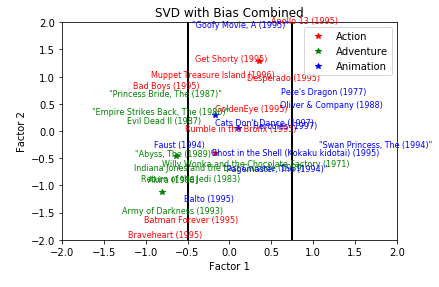 SVD with Bias Combined
2.0
1.5
1.0
0.5
0.0
−0.5
−1.0
−1.5
−2.0
Factor 2
Apollo 13 (1995)
"Goofy Movie, A (1995)
Action
Adventure
Animation
Get Shorty (1995)
Muppet Treasure Island (1996)
Desperado (1995)
Bad Boys (1995)
"Princess Bride, The (1987)"
Pete's Dragon (1977)
Oliver & Company (1988)
GoldenEye (1995)
"Empire Strikes Back, The (1980)"
Evil Dead II (1987)
Cats Don't Dance (1997)
Hercules (1997)
Rumble in the Bronx (1995)
Faust (1994)
"Swan Princess, The (1994)"
"Abyss, The (1989)"
Ghost in the Shell (Kokaku kidotai) (1995)
Willy Wonka and the Chocolate Factory (1971)
Indiana Jones and the
Pagemaster, The (1994)
Akira (1988)
Return of the Jedi (1983)
Balto (1995)
Army of Darkness (1993)
Batman Forever (1995)
Braveheart (1995)
−2.0 −1.5 −1.0 −0.5 0.0 0.5 1.0 1.5 2.0
Factor 1